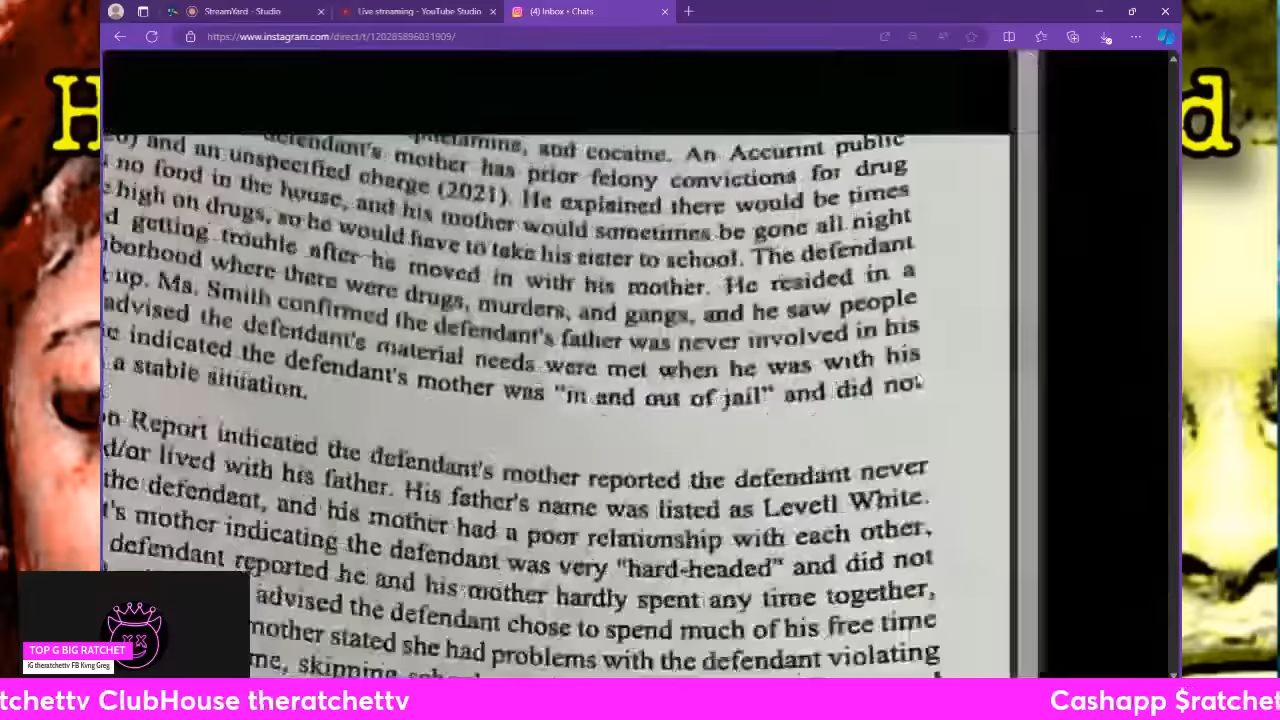 StreamYard - Studio
Live streaming - YouTube Studio
(4) Inbox • Chats
https://www.instagram.com/direct/t/120285896031909/
H
d
defendant's and cocaine. An Accurint public
and an unspecified mother has prior felony convictions for drug
no food in the charge (2021). He explained there would be times
high on drugs, house, and his mother would sometimes be gone all night
d getting trouble so he would have to take his sister to school. The defendant
borhood where after he moved in with his mother. He resided in a
up. Ms. Smith there were drugs, murders, and gangs, and he saw people
advised the confirmed the defendant's father was never involved in his
indicated the defendant's material needs were met when he was with his
a stable situation. defendant's mother was "in and out of jail" and did not
n Report indicated the defendant's mother reported the defendant never
d/or lived with his father. His father's name was listed as Levell White.
the defendant, and his mother had a poor relationship with each other,
t's mother indicating the defendant was very "hard-headed" and did not
defendant reported he and his mother hardly spent any time together,
advised the defendant chose to spend much of his free time
mother stated she had problems with the defendant violating
me, skipping
TOP G BIG RATCHET
IG theratchettv FB Kvng Greg
tchettv ClubHouse theratchettv
Cashapp $ratchet